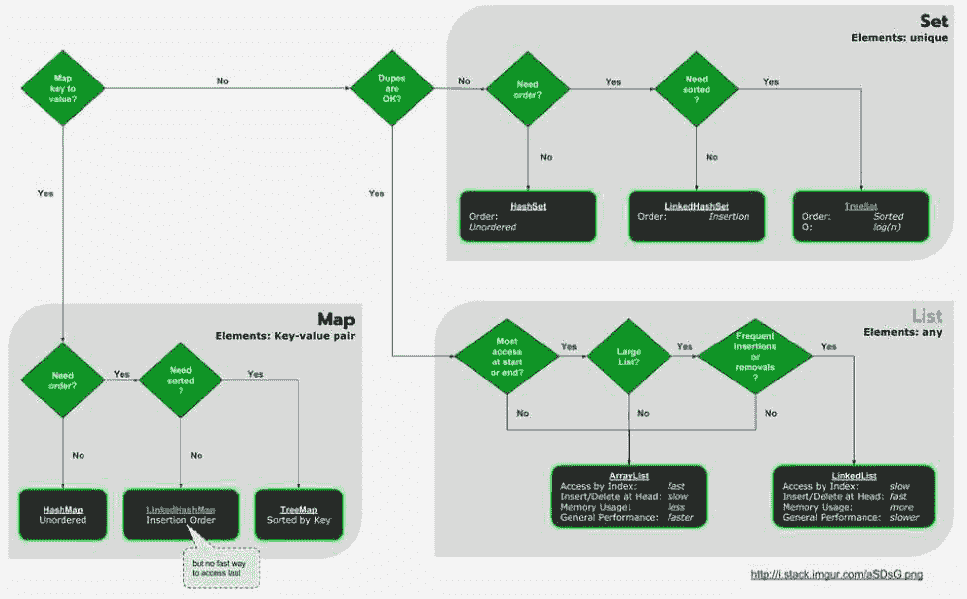 Set
Elements: unique
Map
key to
value?
No
Dupes
are
OK?
No
Need
order?
Yes
Need
sorted
?
Yes
Yes
Yes
No
No
HashSet
Order:
Unordered
LinkedHashSet
Order: Insertion
TreeSet
Order: Sorted
O: log(n)
Map
Elements: Key-value pair
Need
order?
Yes
Need
sorted
?
Yes
No
No
HashMap
Unordered
LinkedHashMap
Insertion Order
TreeMap
Sorted by Key
but no fast way
to access last
List
Elements: any
Most
access
at start
or end?
Yes
Large
List?
Yes
Frequent
insertions
or
removals
?
Yes
No
No
No
ArrayList
Access by Index: fast
Insert/Delete at Head: slow
Memory Usage: less
General Performance: faster
LinkedList
Access by Index: slow
Insert/Delete at Head: fast
Memory Usage: more
General Performance: slower
http://i.stack.imgur.com/aSDsG.png